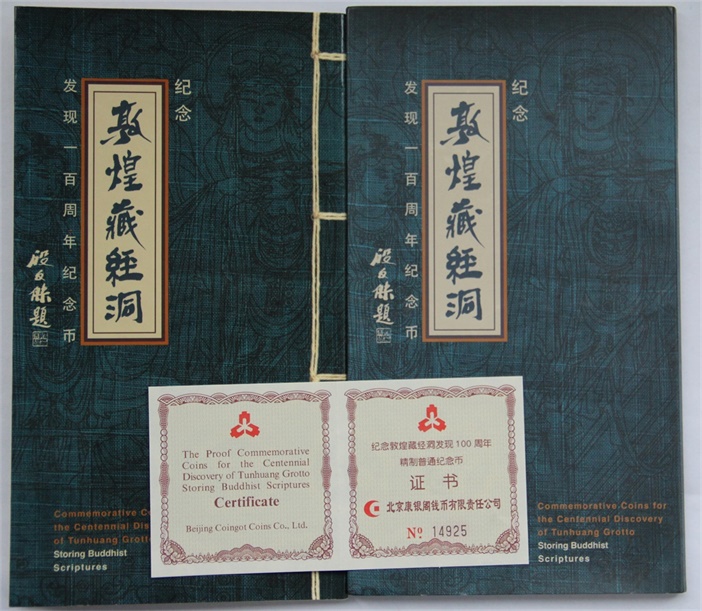 纪念
敦煌藏经洞
发现一百周年纪念币
段文杰题
Commemorative Co
the Centennial Disc
of Tunhuang Grotto
Storing Buddhist
Scriptures
纪念
敦煌藏经洞
发现一百周年纪念币
段文杰题
Commemorative Coins for
the Centennial Discovery
of Tunhuang Grotto
Storing Buddhist
Scriptures
The Proof Commemorative
Coins for the Centennial
Discovery of Tunhuang Grotto
Storing Buddhist Scriptures
Certificate
Beijing Coingot Coins Co., Ltd.
纪念敦煌藏经洞发现100周年
精制普通纪念币
证书
北京康银阁钱币有限责任公司
No 14925